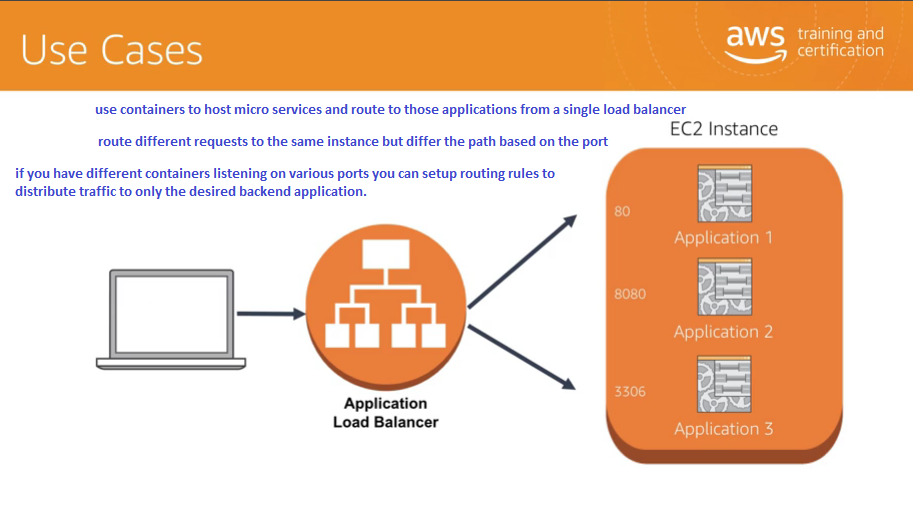 Use Cases
aws training and
certification
use containers to host micro services and route to those applications from a single load balancer
EC2 Instance
route different requests to the same instance but differ the path based on the port
if you have different containers listening on various ports you can setup routing rules to
distribute traffic to only the desired backend application.
80
Application 1
8080
Application 2
3306
Application 3
Application
Load Balancer